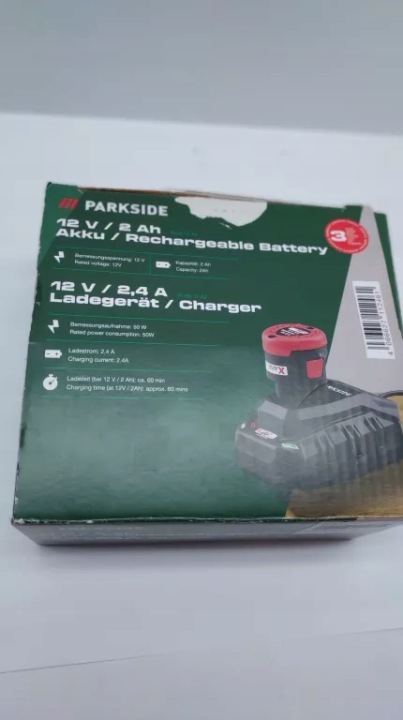 PARKSIDE
12 V / 2 Ah
Akku / Rechargeable Battery
Bemessungsspannung: 12 V
Rated voltage: 12V
Kapazität: 2 Ah
Capacity: 2Ah
3
12 V / 2,4 A
Ladegerät / Charger
Bemessungsaufnahme: 50 W
Rated power consumption: 50W
Ladestrom: 2,4 A
Charging current: 2.4A
Ladezeit (bei 12 V / 2 Ah): ca. 60 min
Charging time (at 12V / 2Ah): approx. 60 mins